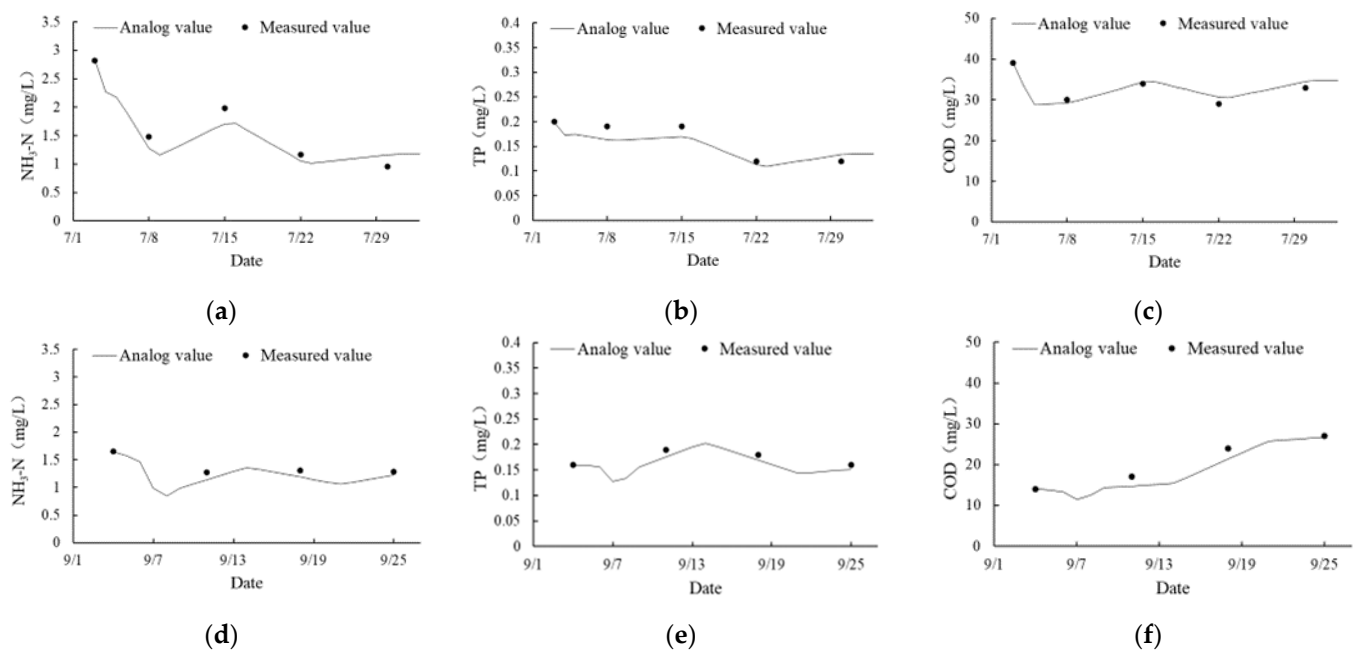 Analog value
Measured value
NH3-N（mg/L）
3.5
3
2.5
2
1.5
1
0.5
0
7/1
7/8
7/15
7/22
7/29
Date
(a)
Analog value
Measured value
TP（mg/L）
0.4
0.35
0.3
0.25
0.2
0.15
0.1
0.05
0
7/1
7/8
7/15
7/22
7/29
Date
(b)
Analog value
Measured value
COD（mg/L）
50
40
30
20
10
0
7/1
7/8
7/15
7/22
7/29
Date
(c)
Analog value
Measured value
NH3-N（mg/L）
3.5
3
2.5
2
1.5
1
0.5
0
9/1
9/7
9/13
9/19
9/25
Date
(d)
Analog value
Measured value
TP（mg/L）
0.4
0.35
0.3
0.25
0.2
0.15
0.1
0.05
0
9/1
9/7
9/13
9/19
9/25
Date
(e)
Analog value
Measured value
COD（mg/L）
50
40
30
20
10
0
9/1
9/7
9/13
9/19
9/25
Date
(f)